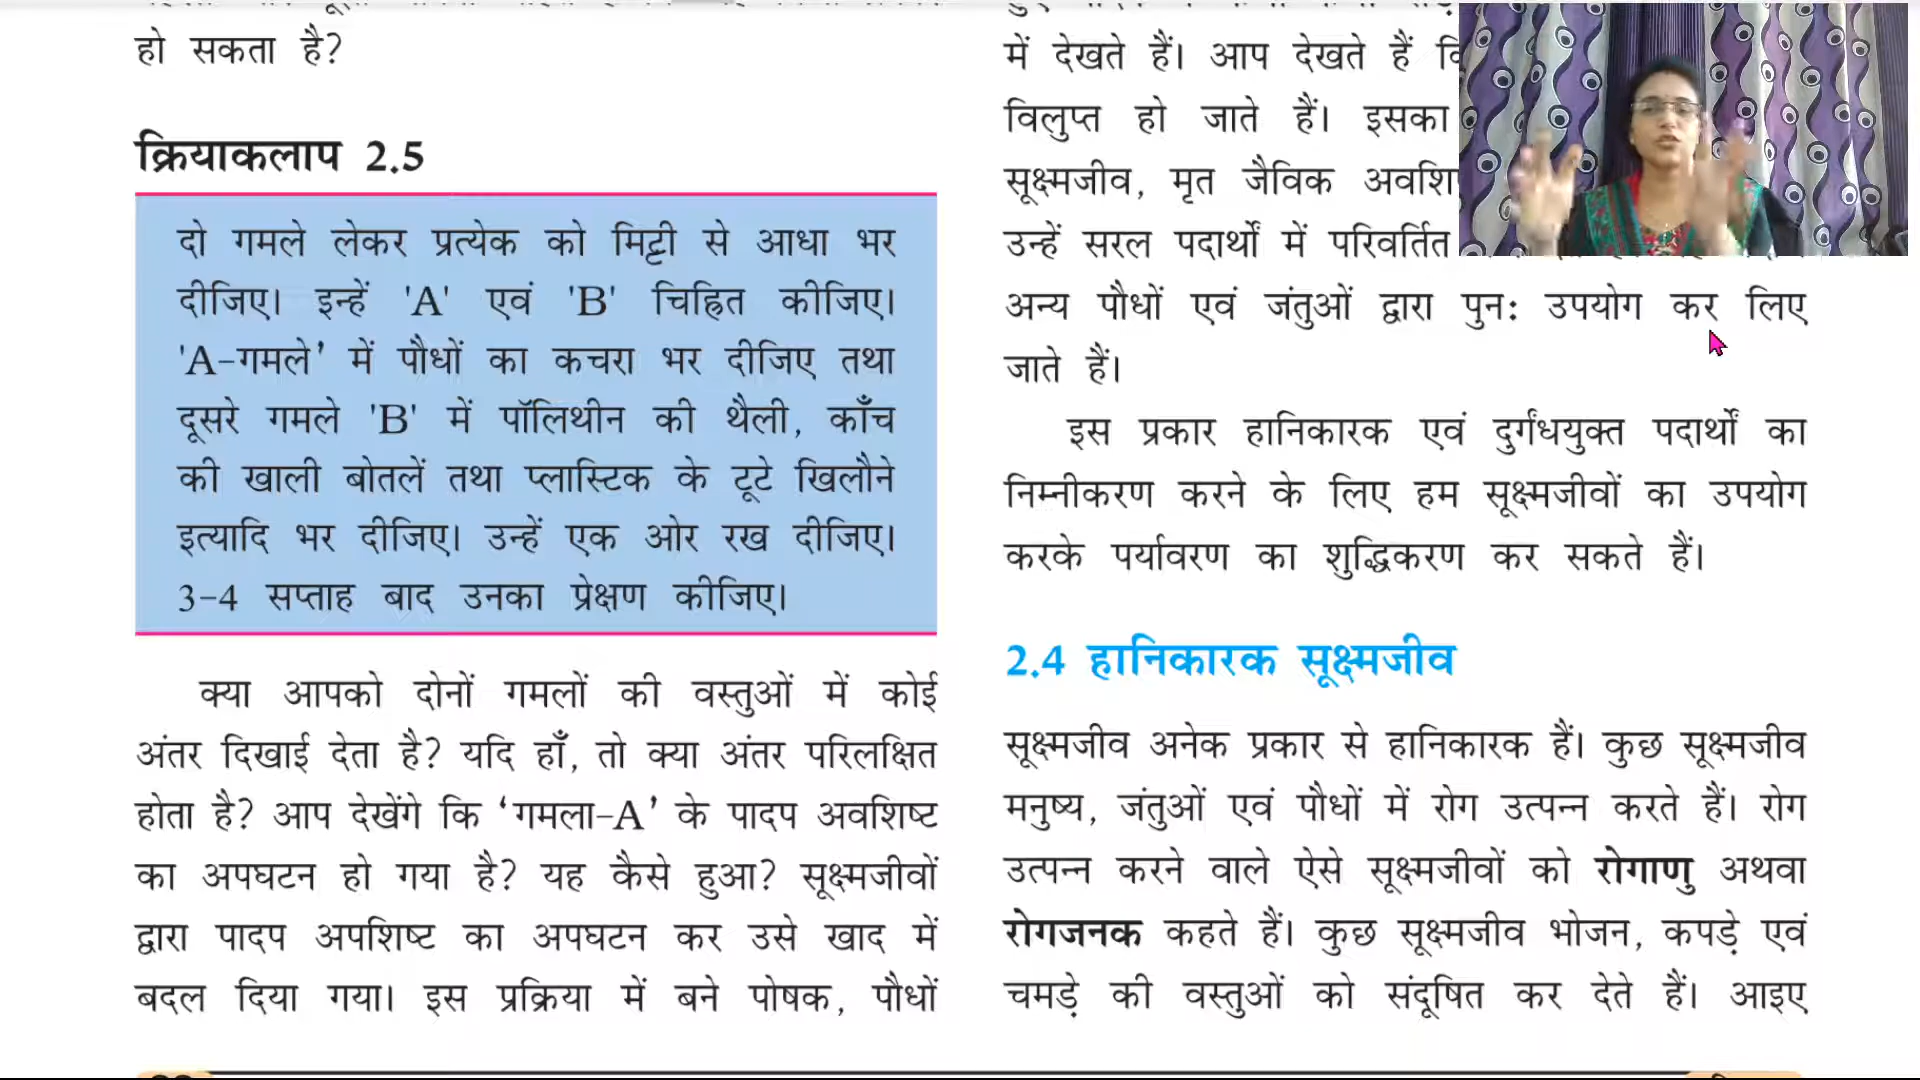 हो सकता है?
क्रियाकलाप 2.5
दो गमले लेकर प्रत्येक को मिट्टी से आधा भर
दीजिए। इन्हें 'A' एवं 'B' चिह्नित कीजिए।
'A-गमले’ में पौधों का कचरा भर दीजिए तथा
दूसरे गमले 'B' में पॉलिथीन की थैली, काँच
की खाली बोतलें तथा प्लास्टिक के टूटे खिलौने
इत्यादि भर दीजिए। उन्हें एक ओर रख दीजिए।
3-4 सप्ताह बाद उनका प्रेक्षण कीजिए।
क्या आपको दोनों गमलों की वस्तुओं में कोई
अंतर दिखाई देता है? यदि हाँ, तो क्या अंतर परिलक्षित
होता है? आप देखेंगे कि ‘गमला-A’ के पादप अवशिष्ट
का अपघटन हो गया है? यह कैसे हुआ? सूक्ष्मजीवों
द्वारा पादप अपशिष्ट का अपघटन कर उसे खाद में
बदल दिया गया। इस प्रक्रिया में बने पोषक, पौधों
में देखते हैं। आप देखते हैं
विलुप्त हो जाते हैं। इसका
सूक्ष्मजीव, मृत जैविक
उन्हें सरल पदार्थों में परिवर्तित
अन्य पौधों एवं जंतुओं द्वारा पुन: उपयोग कर लिए
जाते हैं।
इस प्रकार हानिकारक एवं दुर्गंधयुक्त पदार्थों का
निम्नीकरण करने के लिए हम सूक्ष्मजीवों का उपयोग
करके पर्यावरण का शुद्धिकरण कर सकते हैं।
2.4 हानिकारक सूक्ष्मजीव
सूक्ष्मजीव अनेक प्रकार से हानिकारक हैं। कुछ सूक्ष्मजीव
मनुष्य, जंतुओं एवं पौधों में रोग उत्पन्न करते हैं। रोग
उत्पन्न करने वाले ऐसे सूक्ष्मजीवों को रोगाणु अथवा
रोगजनक कहते हैं। कुछ सूक्ष्मजीव भोजन, कपड़े एवं
चमड़े की वस्तुओं को संदूषित कर देते हैं। आइए